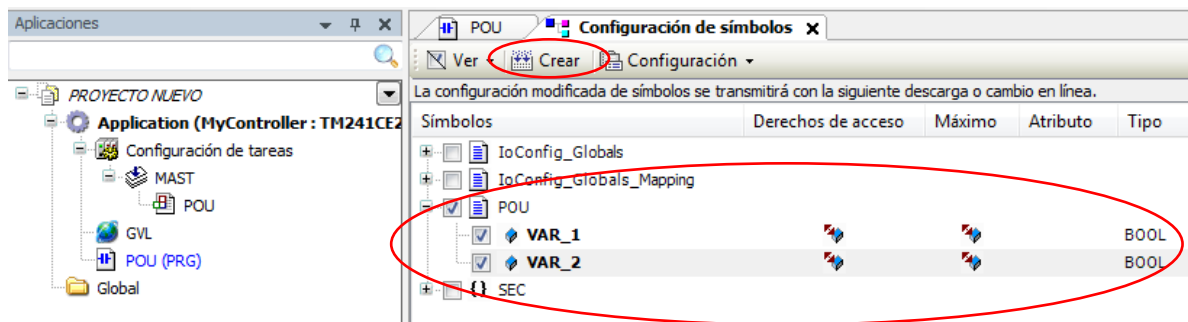 Aplicaciones
PROYECTO NUEVO
Application (MyController : TM241CE2
Configuración de tareas
MAST
POU
GVL
POU (PRG)
Global
POU Configuración de símbolos
Ver Crear Configuración
La configuración modificada de símbolos se transmitirá con la siguiente descarga o cambio en línea.
Símbolos Derechos de acceso Máximo Atributo Tipo
IoConfig_Globals
IoConfig_Globals_Mapping
POU
VAR_1 BOOL
VAR_2 BOOL
{} SEC